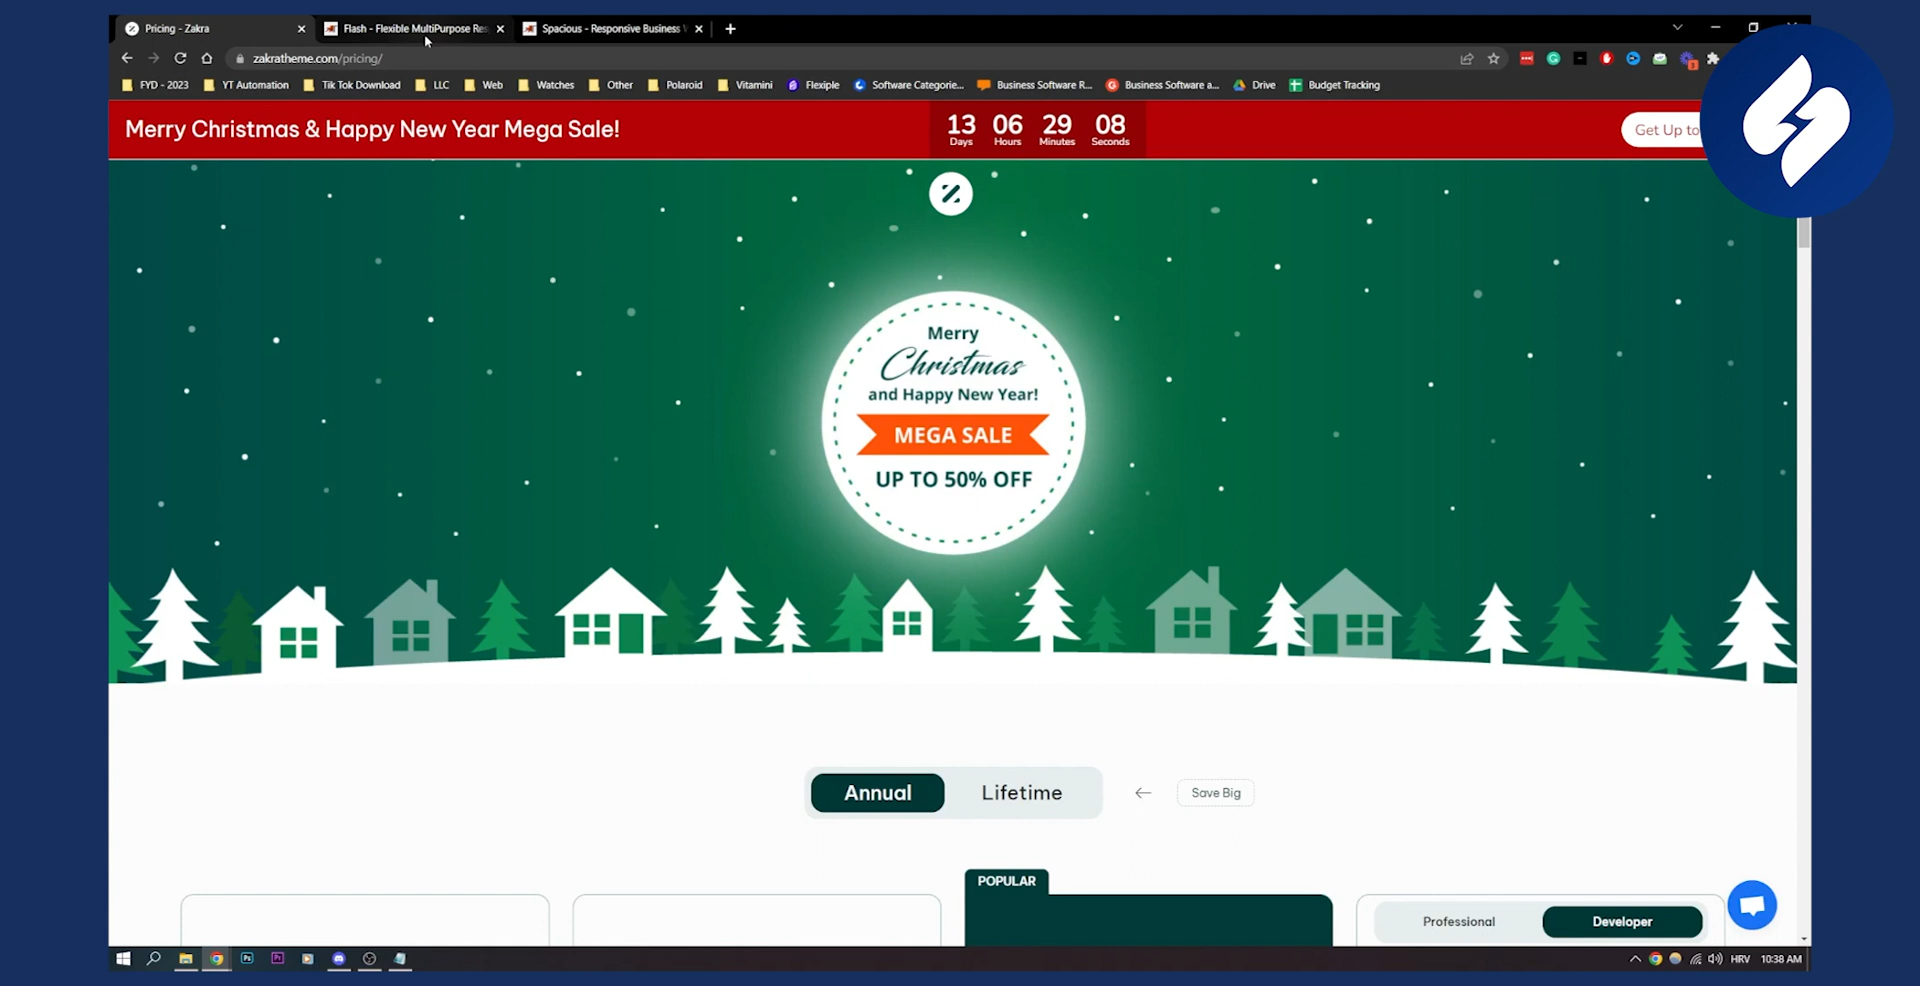 Pricing - Zakra
Flash - Flexible MultiPurpose Res
Spacious - Responsive Business
zakratheme.com/pricing/
FYD - 2023
YT Automation
Tik Tok Download
LLC
Web
Watches
Other
Polaroid
Vitamini
Flexiple
Software Categorie...
Business Software R...
Business Software a...
Drive
Budget Tracking
Merry Christmas & Happy New Year Mega Sale!
13 06 29 08
Days Hours Minutes Seconds
Get Up to
Merry
Christmas
and Happy New Year!
MEGA SALE
UP TO 50% OFF
Annual
Lifetime
Save Big
POPULAR
Professional
Developer
Ps
Pr
HRV
10:38 AM